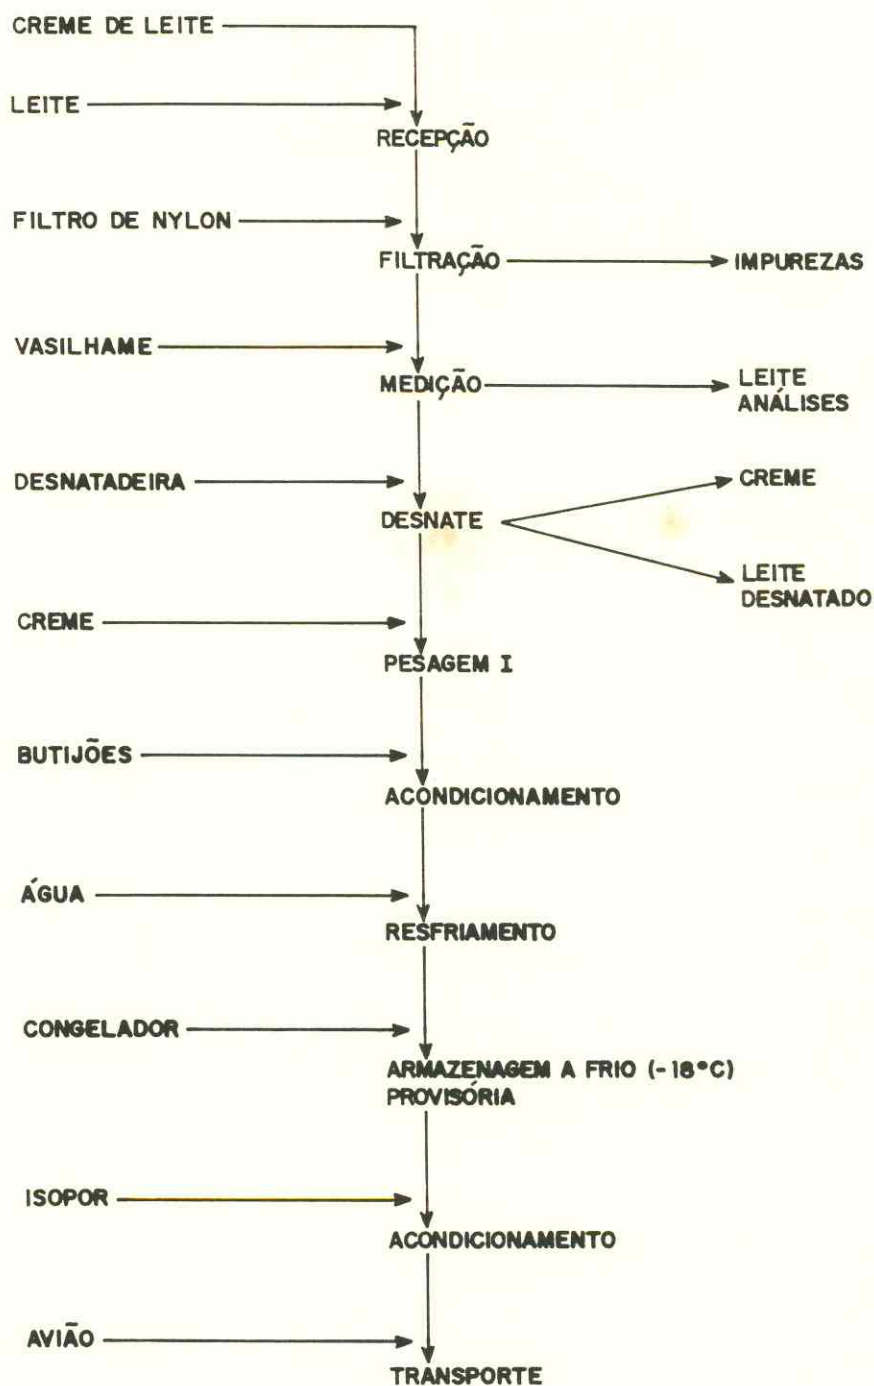 CREME DE LEITE
LEITE
RECEPÇÃO
FILTRO DE NYLON
FILTRAÇÃO
IMPUREZAS
VASILHAME
MEDIÇÃO
LEITE
ANÁLISES
DESNATADEIRA
CREME
DESNATE
LEITE
DESNATADO
CREME
PESAGEM I
BUTIJÕES
ACONDICIONAMENTO
ÁGUA
RESFRIAMENTO
CONGELADOR
ARMAZENAGEM A FRIO (-18°C)
PROVISÓRIA
ISOPOR
ACONDICIONAMENTO
AVIÃO
TRANSPORTE